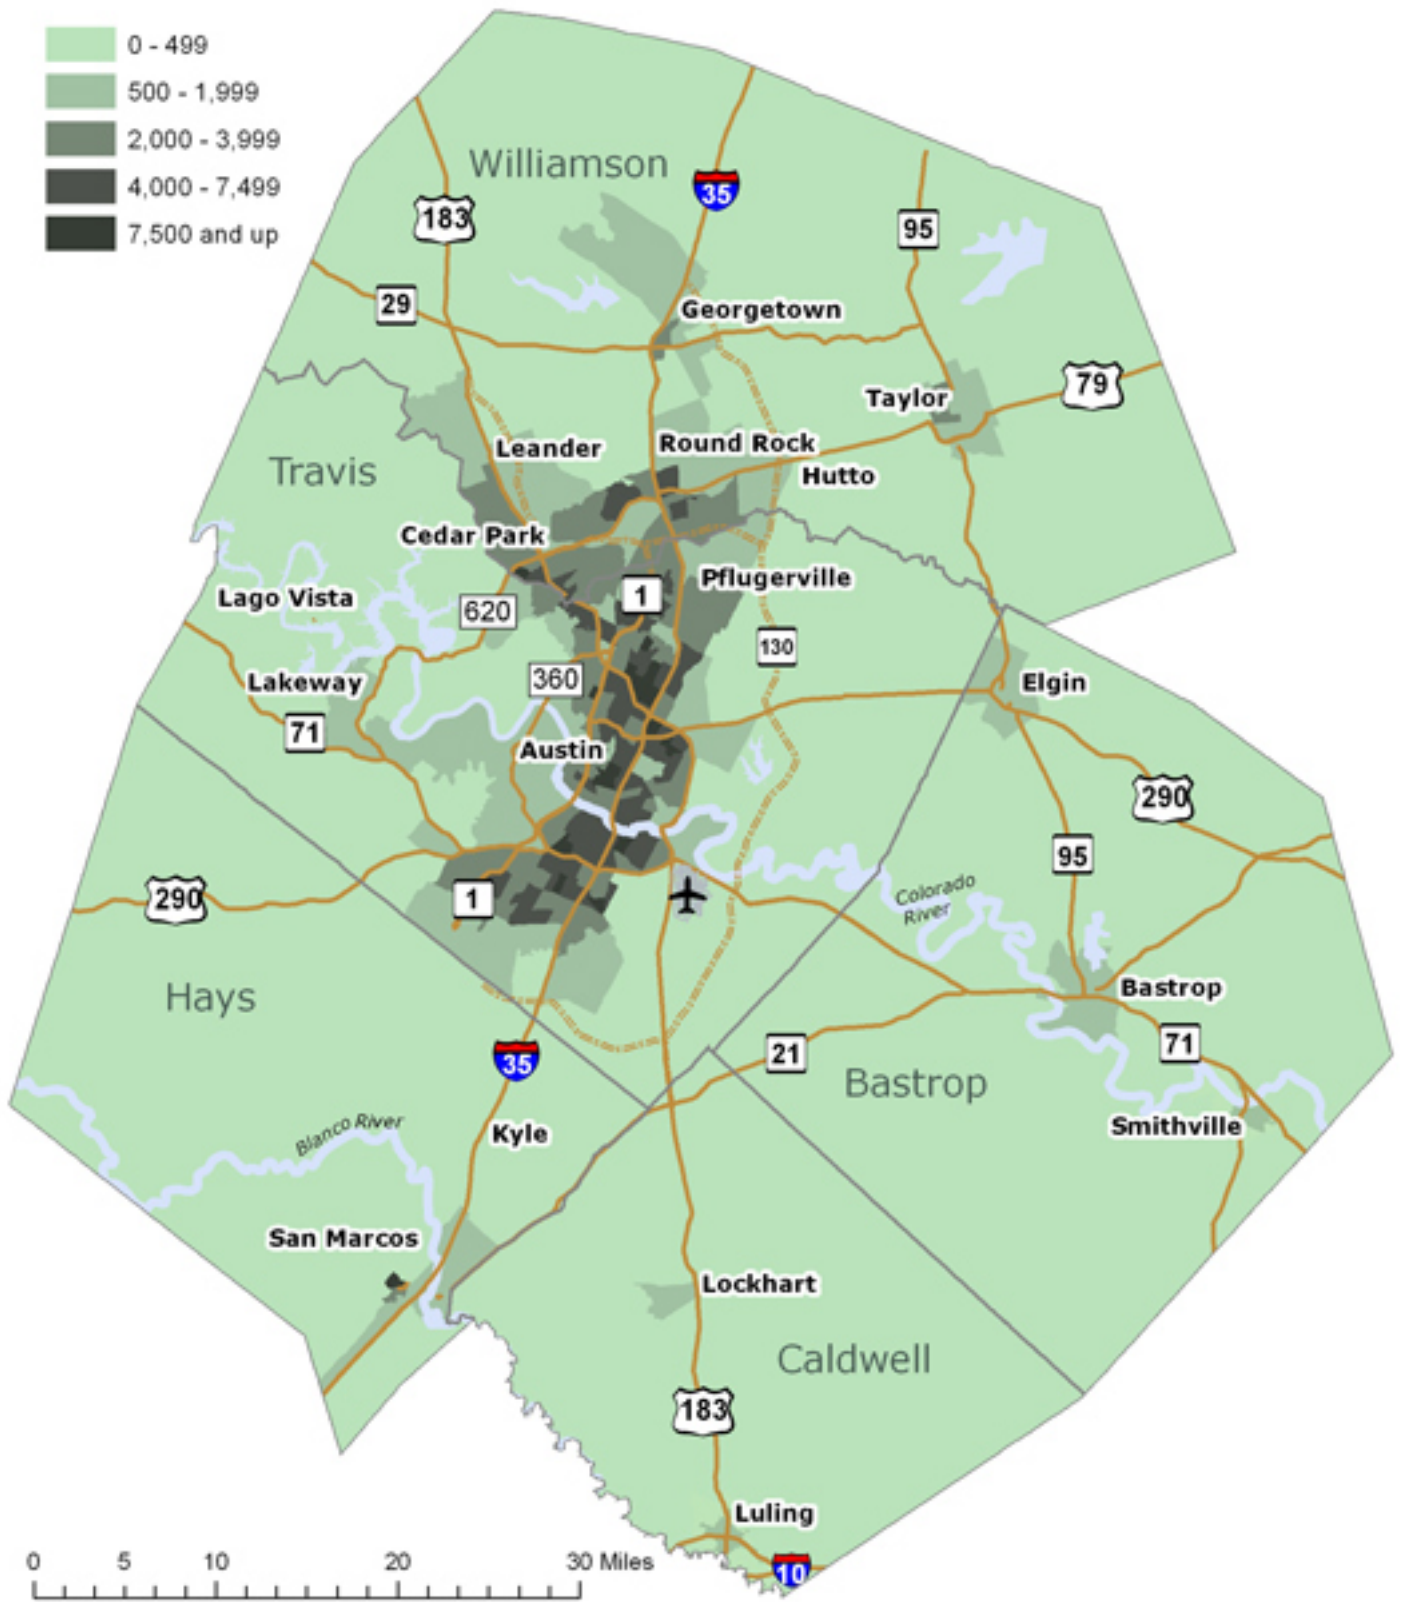 0 - 499
500 - 1,999
2,000 - 3,999
4,000 - 7,499
7,500 and up
Williamson
35
183
95
29
Georgetown
79
Taylor
Travis
Leander
Round Rock
Hutto
Cedar Park
Pflugerville
Lago Vista
1
620
130
360
Lakeway
Elgin
71
Austin
290
95
290
1
Colorado
River
Hays
Bastrop
35
21
71
Bastrop
Blanco River
Kyle
Smithville
San Marcos
Lockhart
Caldwell
183
Luling
10
0 5 10 20 30 Miles